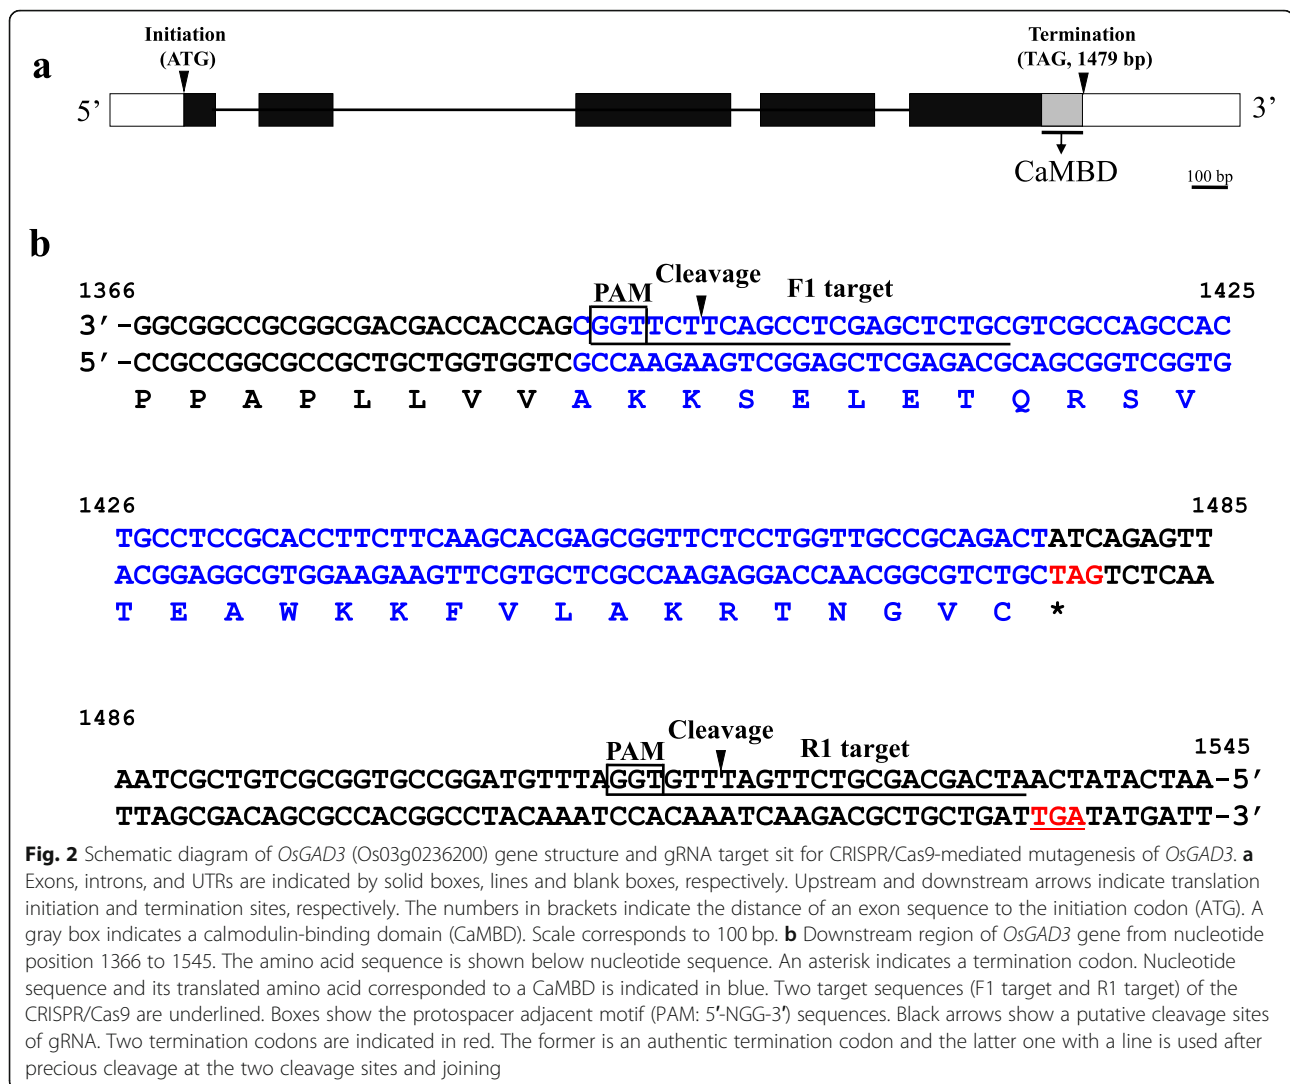 Initiation
(ATG)
Termination
(TAG, 1479 bp)
a
5’
3’
CaMBD
100 bp
b
Cleavage
F1 target
PAM
1366
1425
3’-GGCGGCCGCGGCGACGACCACCAGCGGTTCTTCAGCCTCGAGCTCTGCGTCGCCAGCCAC
5’-CCGCCGGCGCCGCTGCTGGTGGTCGCCAAGAAGTCGGAGCTCGAGACGCAGCGGTCGGTG
P P A P L L V V A K K S E L E T Q R S V
1426
1485
TGCCTCCGCACCTTCTTCAAGCACGAGCGGTTCTCCTGGTTGCCGCAGACTATCAGAGTT
ACGGAGGCGTGGAAGAAGTTCGTGCTCGCCAAGAGGACCAACGGCGTCTGCTAGTCTCAA
T E A W K K F V L A K R T N G V C *
1486
1545
Cleavage
PAM
R1 target
AATCGCTGTCGCGGTGCCGGATGTTTAGGTGTTTAGTTCTGCGACGACTAACTATACTAA-5’
TTAGCGACAGCGCCACGGCCTACAAATCCACAAATCAAGACGCTGCTGATTGATATGATT-3’
Fig. 2 Schematic diagram of OsGAD3 (Os03g0236200) gene structure and gRNA target sit for CRISPR/Cas9-mediated mutagenesis of OsGAD3. a
Exons, introns, and UTRs are indicated by solid boxes, lines and blank boxes, respectively. Upstream and downstream arrows indicate translation
initiation and termination sites, respectively. The numbers in brackets indicate the distance of an exon sequence to the initiation codon (ATG). A
gray box indicates a calmodulin-binding domain (CaMBD). Scale corresponds to 100 bp. b Downstream region of OsGAD3 gene from nucleotide
position 1366 to 1545. The amino acid sequence is shown below nucleotide sequence. An asterisk indicates a termination codon. Nucleotide
sequence and its translated amino acid corresponded to a CaMBD is indicated in blue. Two target sequences (F1 target and R1 target) of the
CRISPR/Cas9 are underlined. Boxes show the protospacer adjacent motif (PAM: 5′-NGG-3′) sequences. Black arrows show a putative cleavage sites
of gRNA. Two termination codons are indicated in red. The former is an authentic termination codon and the latter one with a line is used after
precious cleavage at the two cleavage sites and joining